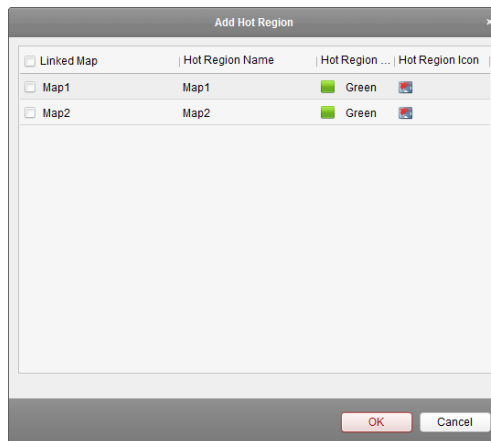 Add Hot Region ×
Linked Map Hot Region Name Hot Region ... Hot Region Icon
Map1 Map1 Green
Map2 Map2 Green
OK Cancel